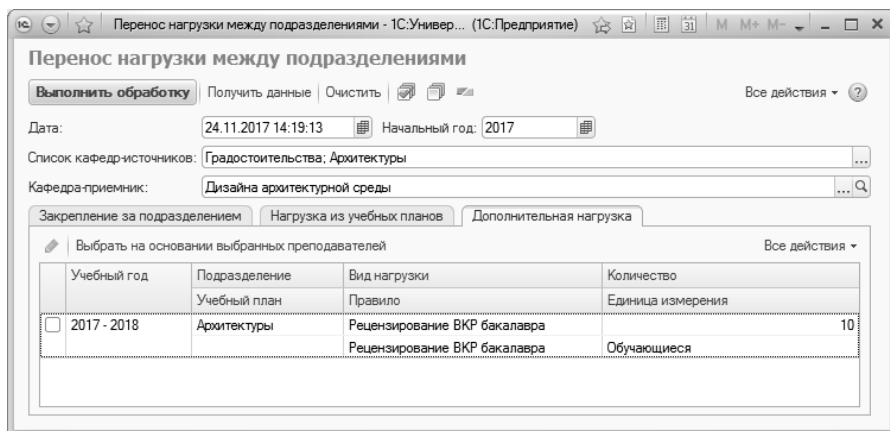 Перенос нагрузки между подразделениями - 1С:Универ... (1С:Предприятие) 31 M M+ M-
Перенос нагрузки между подразделениями
Выполнить обработку Получить данные Очистить Все действия ?
Дата: 24.11.2017 14:19:13 Начальный год: 2017
Список кафедр-источников: Градостоительства; Архитектуры ...
Кафедра-приемник: Дизайна архитектурной среды ...
Закрепление за подразделением Нагрузка из учебных планов Дополнительная нагрузка
Выбрать на основании выбранных преподавателей Все действия
Учебный год Подразделение Вид нагрузки Количество
Учебный план Правило Единица измерения
2017 - 2018 Архитектуры Рецензирование ВКР бакалавра 10
Рецензирование ВКР бакалавра Обучающиеся